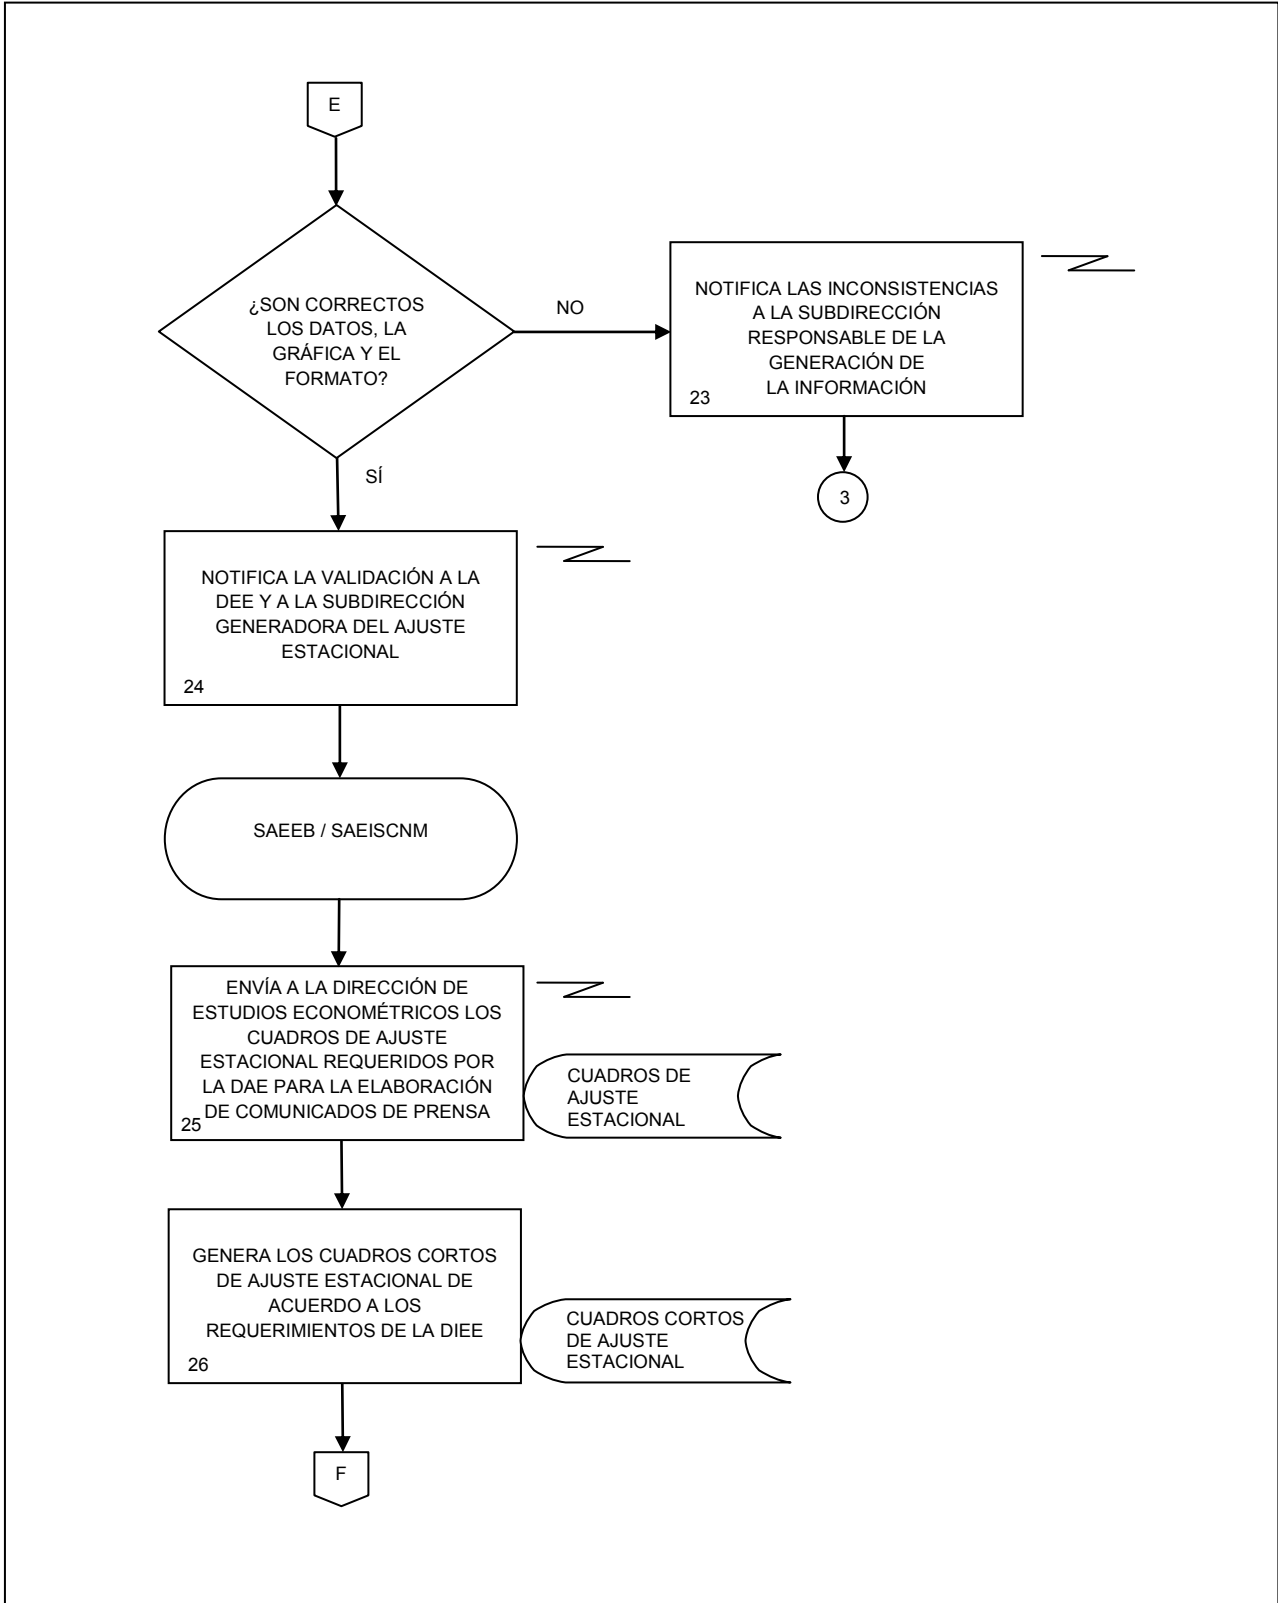 E
¿SON CORRECTOS
LOS DATOS, LA
GRÁFICA Y EL
FORMATO?
NO
NOTIFICA LAS INCONSISTENCIAS
A LA SUBDIRECCIÓN
RESPONSABLE DE LA
GENERACIÓN DE
LA INFORMACIÓN
23
3
SÍ
NOTIFICA LA VALIDACIÓN A LA
DEE Y A LA SUBDIRECCIÓN
GENERADORA DEL AJUSTE
ESTACIONAL
24
SAEEB / SAEISCNM
ENVÍA A LA DIRECCIÓN DE
ESTUDIOS ECONOMÉTRICOS LOS
CUADROS DE AJUSTE
ESTACIONAL REQUERIDOS POR
LA DAE PARA LA ELABORACIÓN
DE COMUNICADOS DE PRENSA
25
CUADROS DE
AJUSTE
ESTACIONAL
GENERA LOS CUADROS CORTOS
DE AJUSTE ESTACIONAL DE
ACUERDO A LOS
REQUERIMIENTOS DE LA DIEE
26
CUADROS CORTOS
DE AJUSTE
ESTACIONAL
F